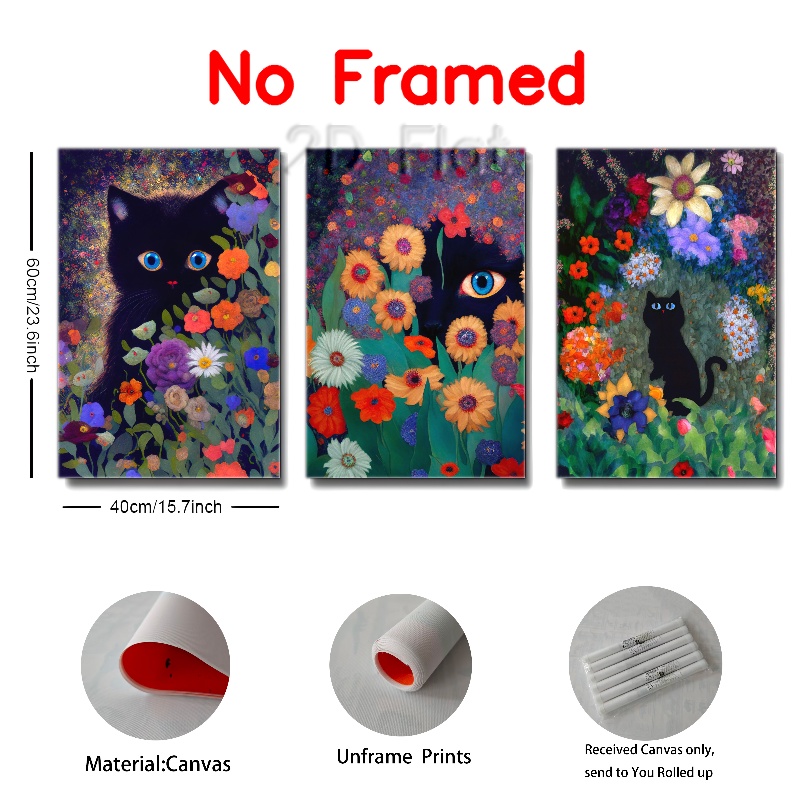 No Framed
2D Flat
60cm/23.6inch
40cm/15.7inch
Material:Canvas
Unframe Prints
Received Canvas only,
send to You Rolled up